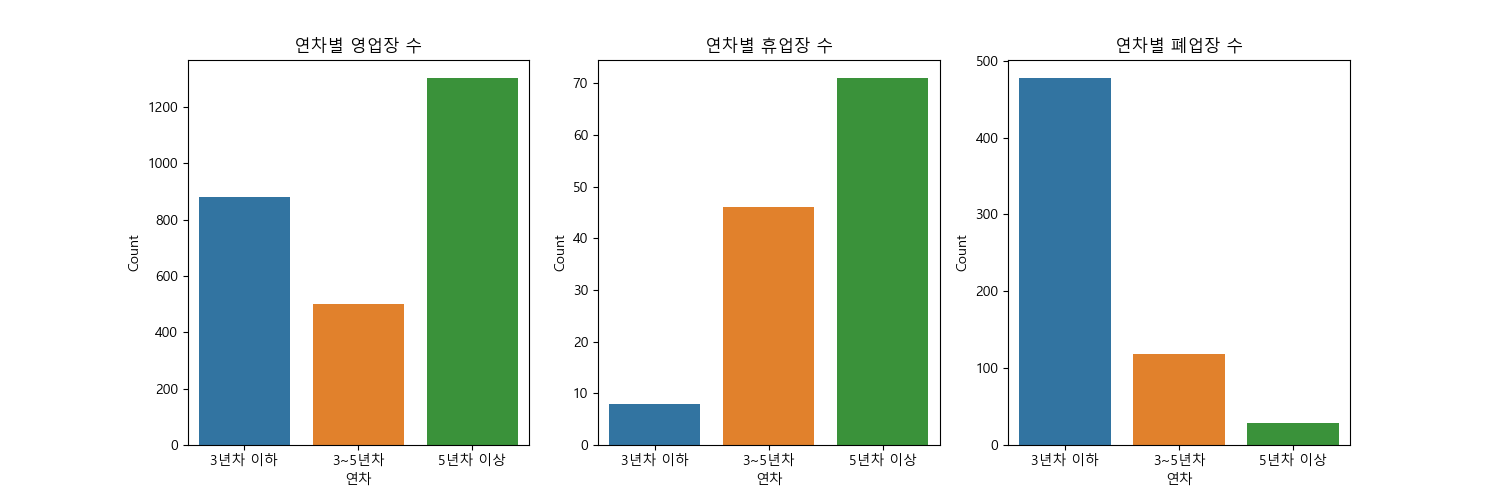 연차별 영업장 수
1200
1000
800
600
400
200
0
Count
3년차 이하
3~5년차
5년차 이상
연차
연차별 휴업장 수
70
60
50
40
30
20
10
0
Count
3년차 이하
3~5년차
5년차 이상
연차
연차별 폐업장 수
500
400
300
200
100
0
Count
3년차 이하
3~5년차
5년차 이상
연차